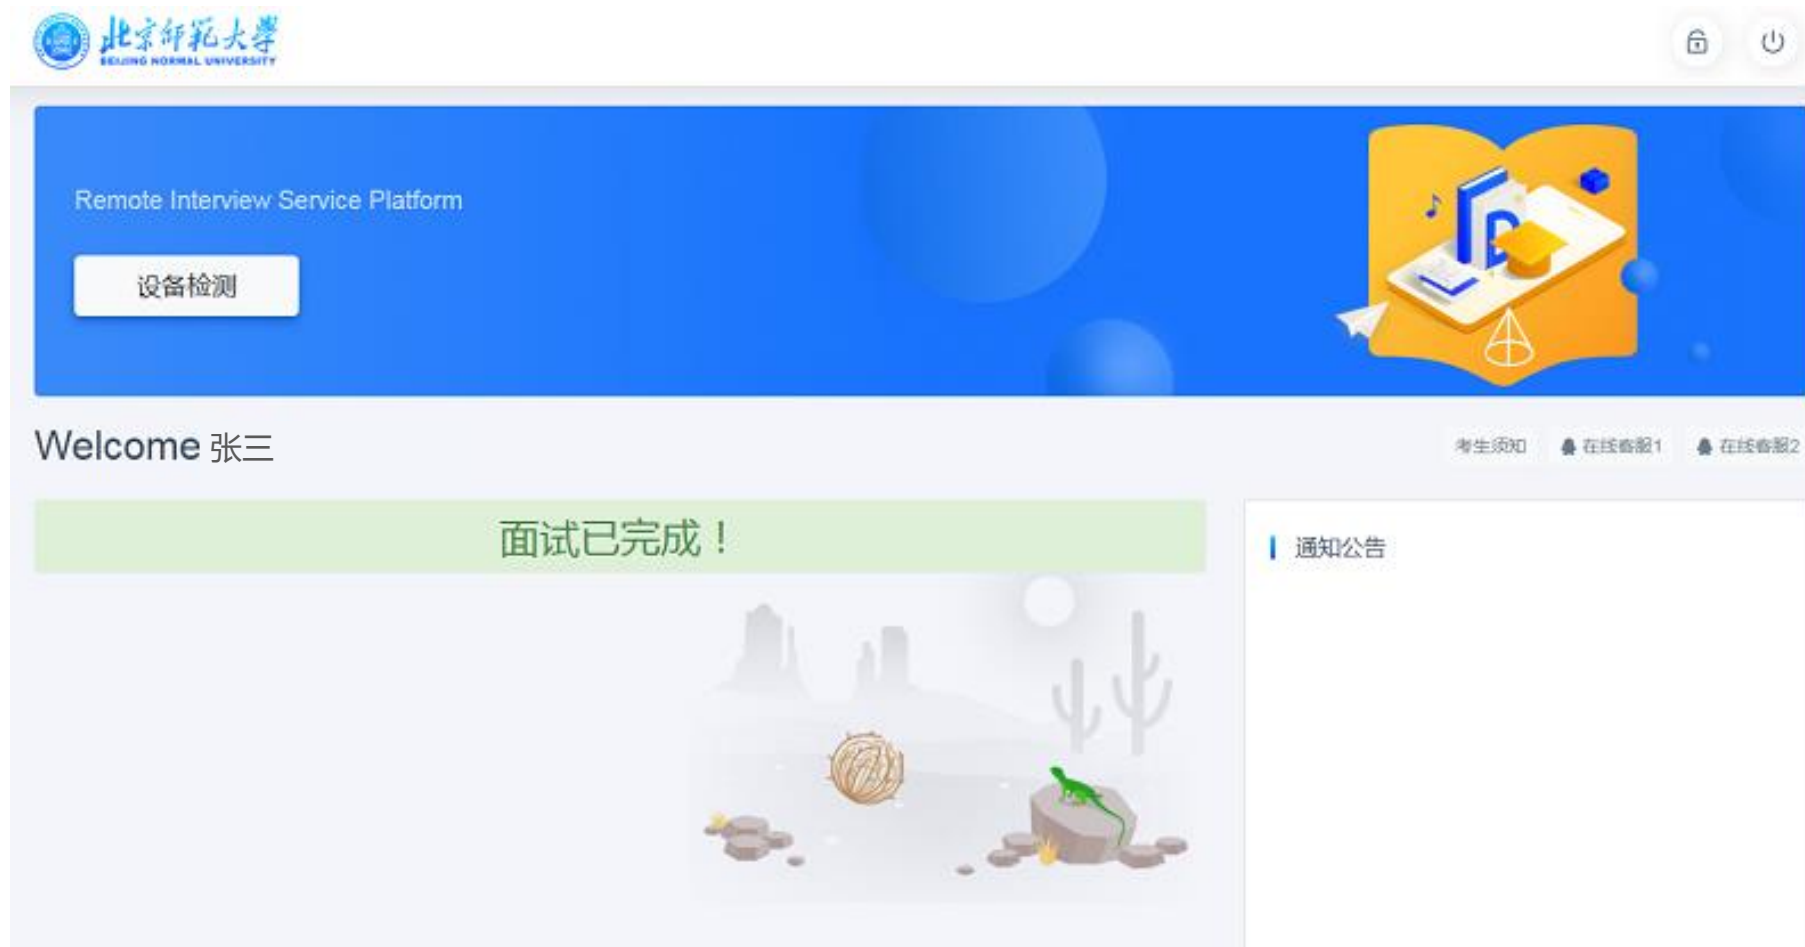 北京师范大学
BEIJING NORMAL UNIVERSITY
Remote Interview Service Platform
设备检测
Welcome 张三
考生须知 在线客服1 在线客服2
面试已完成！
通知公告